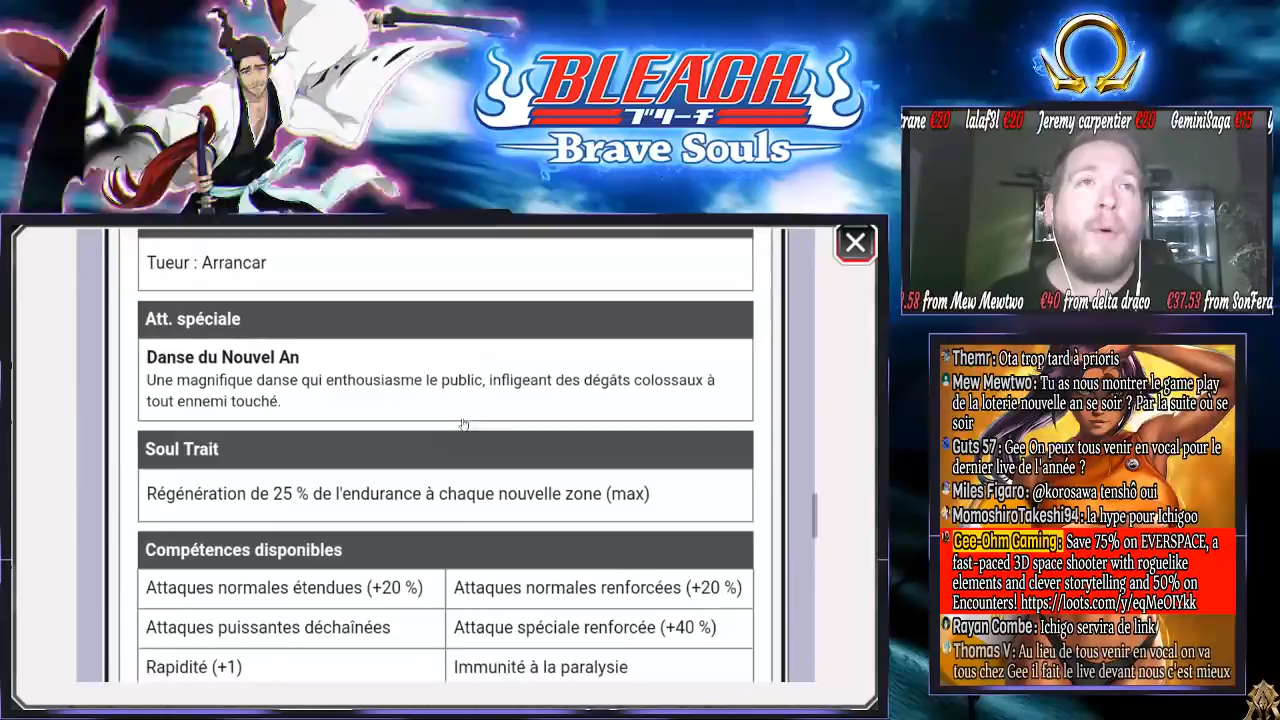 BLEACH
ブリーチ
Brave Souls
Tueur : Arrancar
Att. spéciale
Danse du Nouvel An
Une magnifique danse qui enthousiasme le public, infligeant des dégâts colossaux à
tout ennemi touché.
Soul Trait
Régénération de 25 % de l'endurance à chaque nouvelle zone (max)
Compétences disponibles
Attaques normales étendues (+20 %)
Attaques normales renforcées (+20 %)
Attaques puissantes déchaînées
Attaque spéciale renforcée (+40 %)
Rapidité (+1)
Immunité à la paralysie
rane €20 lalaf3l €20 Jeremy carpentier €20 GeminiSaga €15
.58 from Mew Mewtwo €40 from delta draco €37.53 from SonFera
Themr: Ota trop tard à prioris
Mew Mewtwo: Tu as nous montrer le game play
de la loterie nouvelle an se soir ? Par la suite où se
soir
Guts 57: Gee On peux tous venir en vocal pour le
dernier live de l'année ?
Miles Figaro: @korosawa tenshô oui
MomoshiroTakeshi94: la hype pour Ichigoo
Gee-Ohm Gaming: Save 75% on EVERSPACE, a
fast-paced 3D space shooter with roguelike
elements and clever storytelling and 50% on
Encounters! https://loots.com/y/eqMeOIYkk
Rayan Combe: Ichigo servira de link
Thomas V: Au lieu de tous venir en vocal on va
tous chez Gee il fait le live devant nous c'est mieux